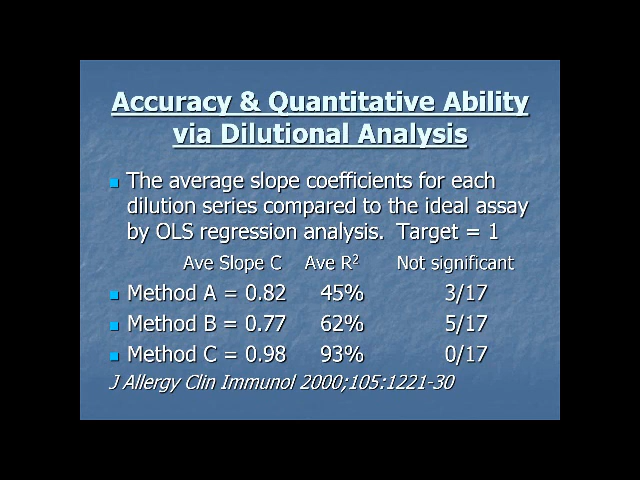 Accuracy & Quantitative Ability
via Dilutional Analysis
The average slope coefficients for each
dilution series compared to the ideal assay
by OLS regression analysis. Target = 1
Ave Slope C Ave R² Not significant
Method A = 0.82 45% 3/17
Method B = 0.77 62% 5/17
Method C = 0.98 93% 0/17
J Allergy Clin Immunol 2000;105:1221-30